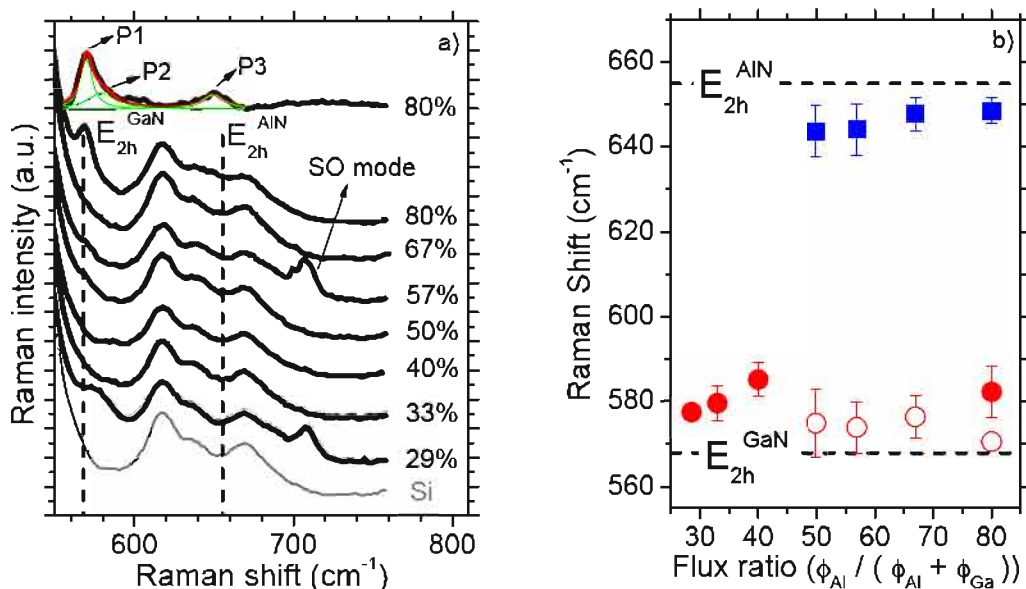 a)
P1
P2
P3
80%
E2h GaN
E2h AlN
SO mode
80%
67%
57%
50%
40%
33%
29%
Si
Raman intensity (a.u.)
600 700 800
Raman shift (cm-1)
b)
660
640
620
600
580
560
E2h AlN
E2h GaN
Raman Shift (cm-1)
30 40 50 60 70 80
Flux ratio (ϕAl / ( ϕAl + ϕGa ))